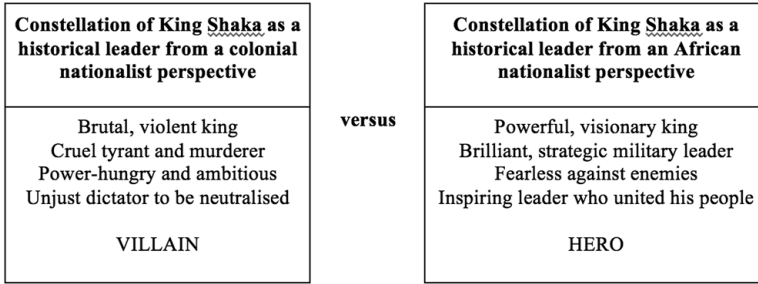 Constellation of King Shaka as a
historical leader from a colonial
nationalist perspective
Brutal, violent king
Cruel tyrant and murderer
Power-hungry and ambitious
Unjust dictator to be neutralised
VILLAIN
versus
Constellation of King Shaka as a
historical leader from an African
nationalist perspective
Powerful, visionary king
Brilliant, strategic military leader
Fearless against enemies
Inspiring leader who united his people
HERO